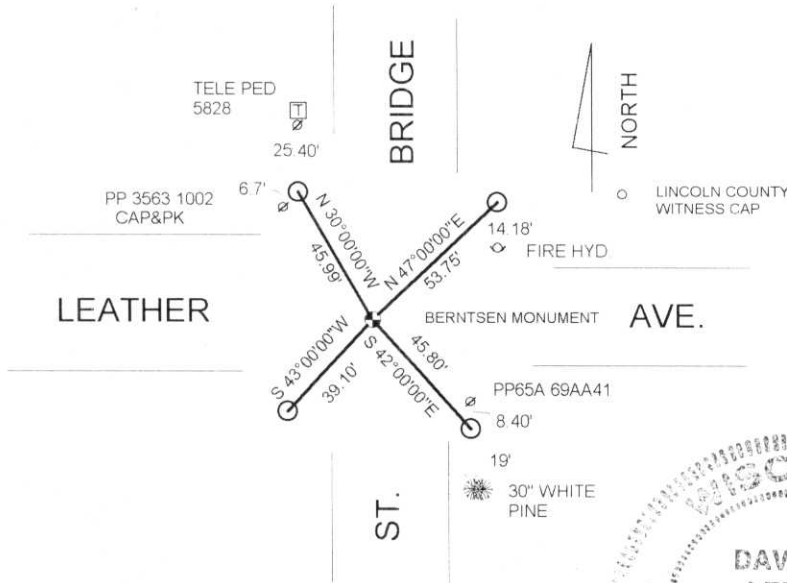 TELE PED
5828
T
BRIDGE
NORTH
25.40'
6.7'
PP 3563 1002
CAP&PK
LINCOLN COUNTY
WITNESS CAP
N 30°00'00"W
45.99'
N 47°00'00"E
53.75'
14.18'
FIRE HYD.
LEATHER
BERNTSEN MONUMENT
AVE.
S 43°00'00"W
39.10'
S 42°00'00"E
45.80'
PP65A 69AA41
8.40'
19'
30" WHITE
PINE
ST.
WISCO
DAV